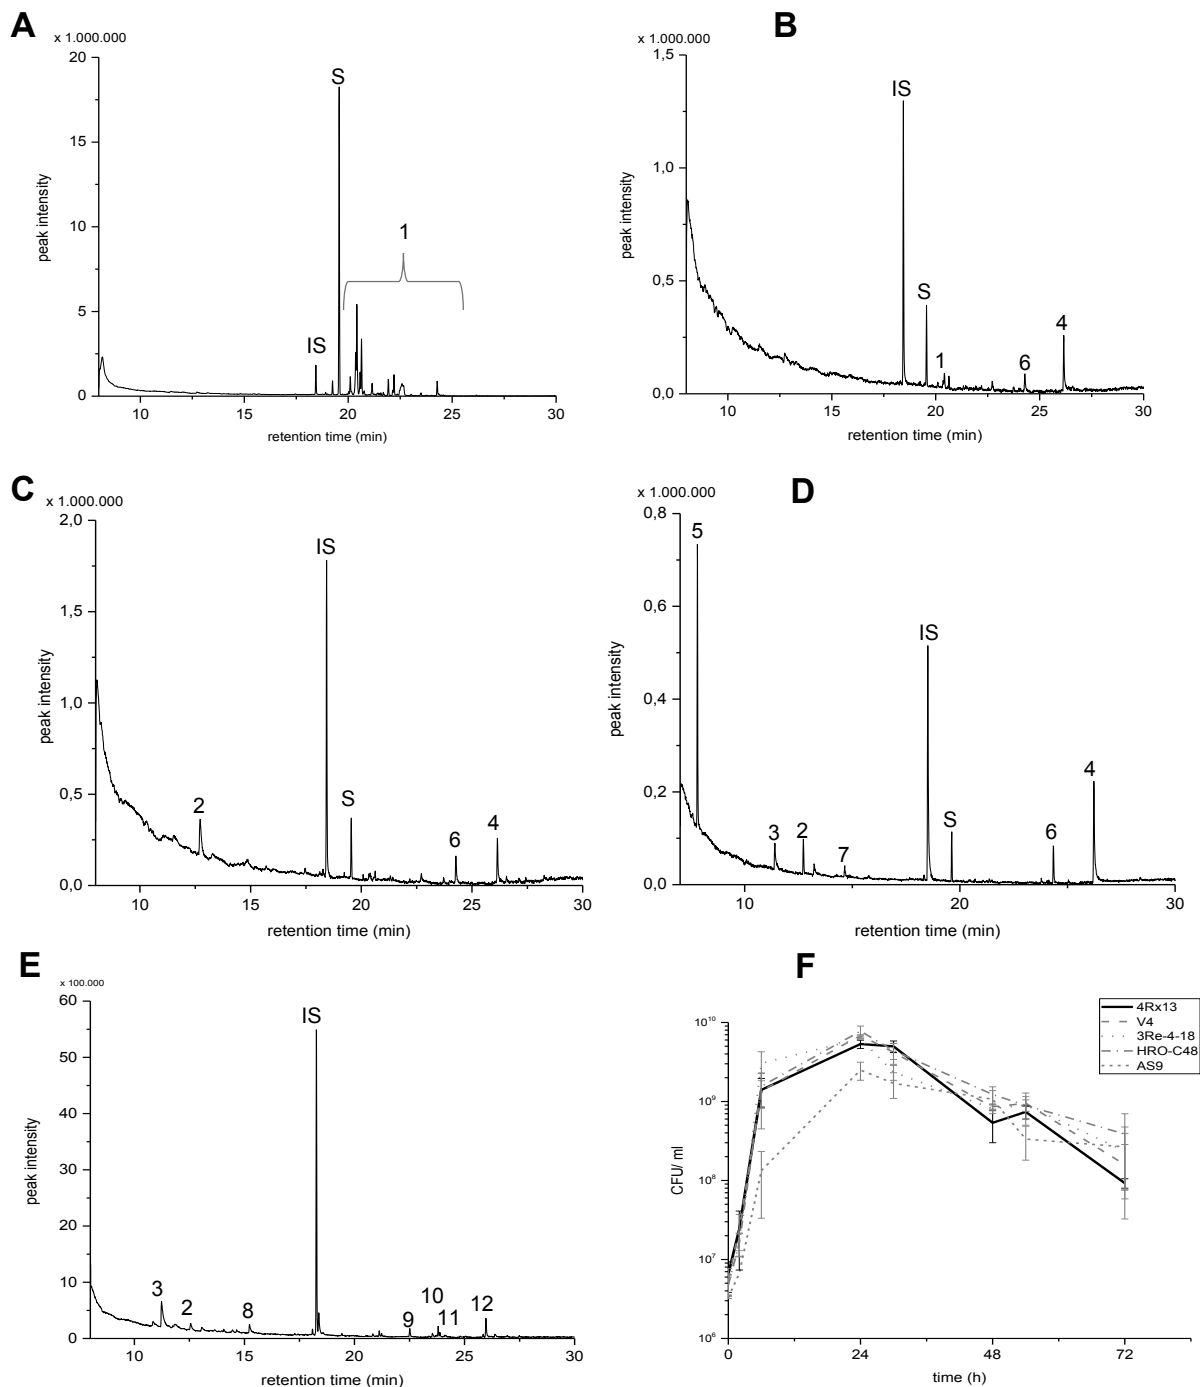 A
x 1.000.000
20
15
10
5
0
peak intensity
S
1
IS
10
15
20
25
30
retention time (min)
B
x 1.000.000
1,5
1,0
0,5
0,0
peak intensity
IS
S
1
6
4
10
15
20
25
30
retention time (min)
C
x 1.000.000
2,0
1,5
1,0
0,5
0,0
peak intensity
IS
2
S
6
4
10
15
20
25
30
retention time (min)
D
x 1.000.000
0,8
0,6
0,4
0,2
0,0
peak intensity
5
IS
3
2
7
S
6
4
10
20
30
retention time (min)
E
x 100.000
60
50
40
30
20
10
0
peak intensity
IS
3
2
8
9
10
11
12
10
15
20
25
30
retention time (min)
F
4Rx13
V4
3Re-4-18
HRO-C48
AS9
10¹⁰
10⁹
10⁸
10⁷
10⁶
CFU/ ml
0
24
48
72
time (h)